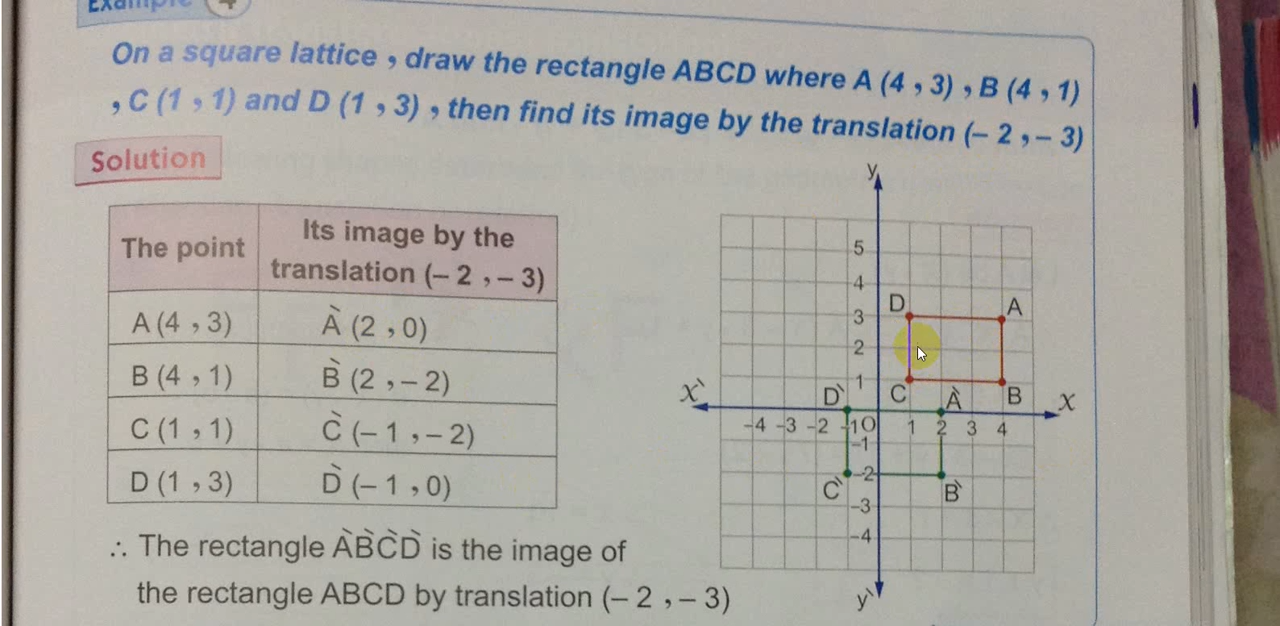 Example 4
On a square lattice , draw the rectangle ABCD where A (4 , 3) , B (4 , 1)
, C (1 , 1) and D (1 , 3) , then find its image by the translation (– 2 , – 3)
Solution
The point
Its image by the
translation (– 2 , – 3)
A (4 , 3)
À (2 , 0)
B (4 , 1)
B̀ (2 , – 2)
C (1 , 1)
C̀ (– 1 , – 2)
D (1 , 3)
D̀ (– 1 , 0)
∴ The rectangle ÀB̀C̀D̀ is the image of
the rectangle ABCD by translation (– 2 , – 3)
y
5
4
D A
3
2
1
C B
x` D` À x
–4 –3 –2 –1 O 1 2 3 4
–1
–2
C` B`
–3
–4
y`